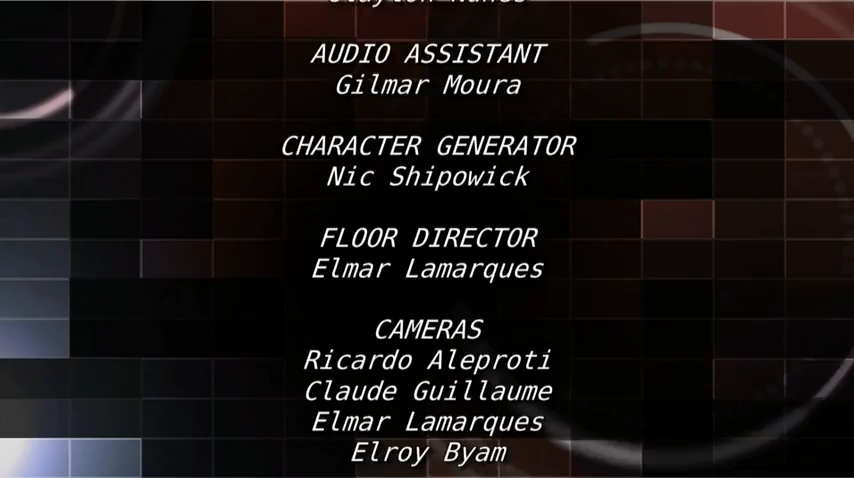 AUDIO ASSISTANT
Gilmar Moura
CHARACTER GENERATOR
Nic Shipowick
FLOOR DIRECTOR
Elmar Lamarques
CAMERAS
Ricardo Aleproti
Claude Guillaume
Elmar Lamarques
Elroy Byam